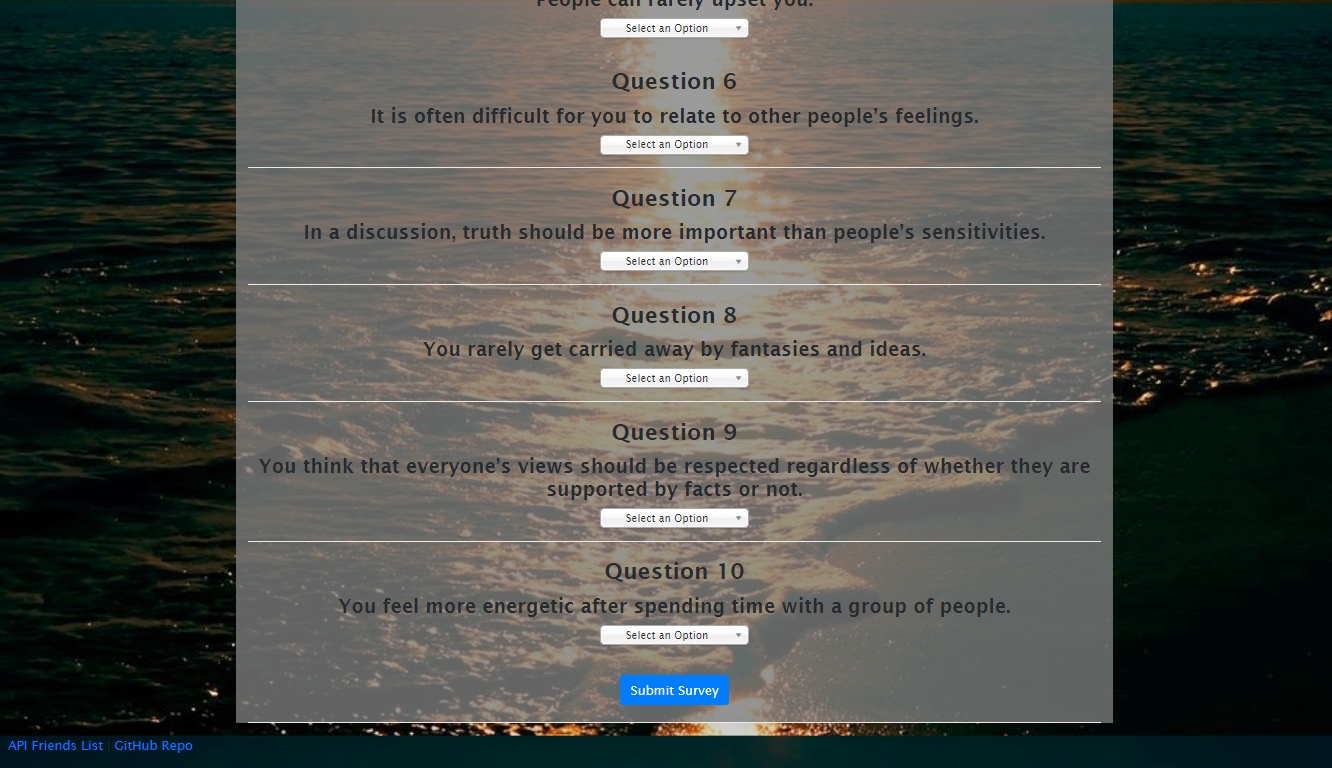 People can rarely upset you.
Select an Option
Question 6
It is often difficult for you to relate to other people’s feelings.
Select an Option
Question 7
In a discussion, truth should be more important than people’s sensitivities.
Select an Option
Question 8
You rarely get carried away by fantasies and ideas.
Select an Option
Question 9
You think that everyone’s views should be respected regardless of whether they are
supported by facts or not.
Select an Option
Question 10
You feel more energetic after spending time with a group of people.
Select an Option
Submit Survey
API Friends List | GitHub Repo